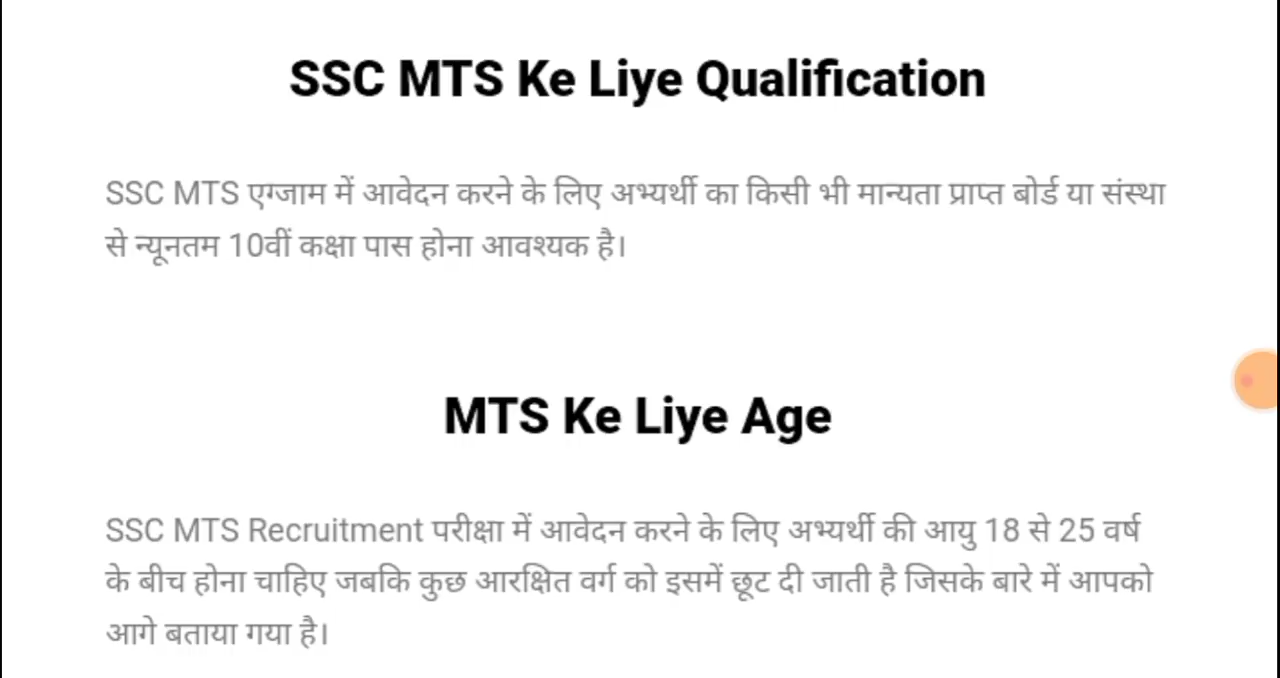 SSC MTS Ke Liye Qualification
SSC MTS एग्जाम में आवेदन करने के लिए अभ्यर्थी का किसी भी मान्यता प्राप्त बोर्ड या संस्था
से न्यूनतम 10वीं कक्षा पास होना आवश्यक है।
MTS Ke Liye Age
SSC MTS Recruitment परीक्षा में आवेदन करने के लिए अभ्यर्थी की आयु 18 से 25 वर्ष
के बीच होना चाहिए जबकि कुछ आरक्षित वर्ग को इसमें छूट दी जाती है जिसके बारे में आपको
आगे बताया गया है।